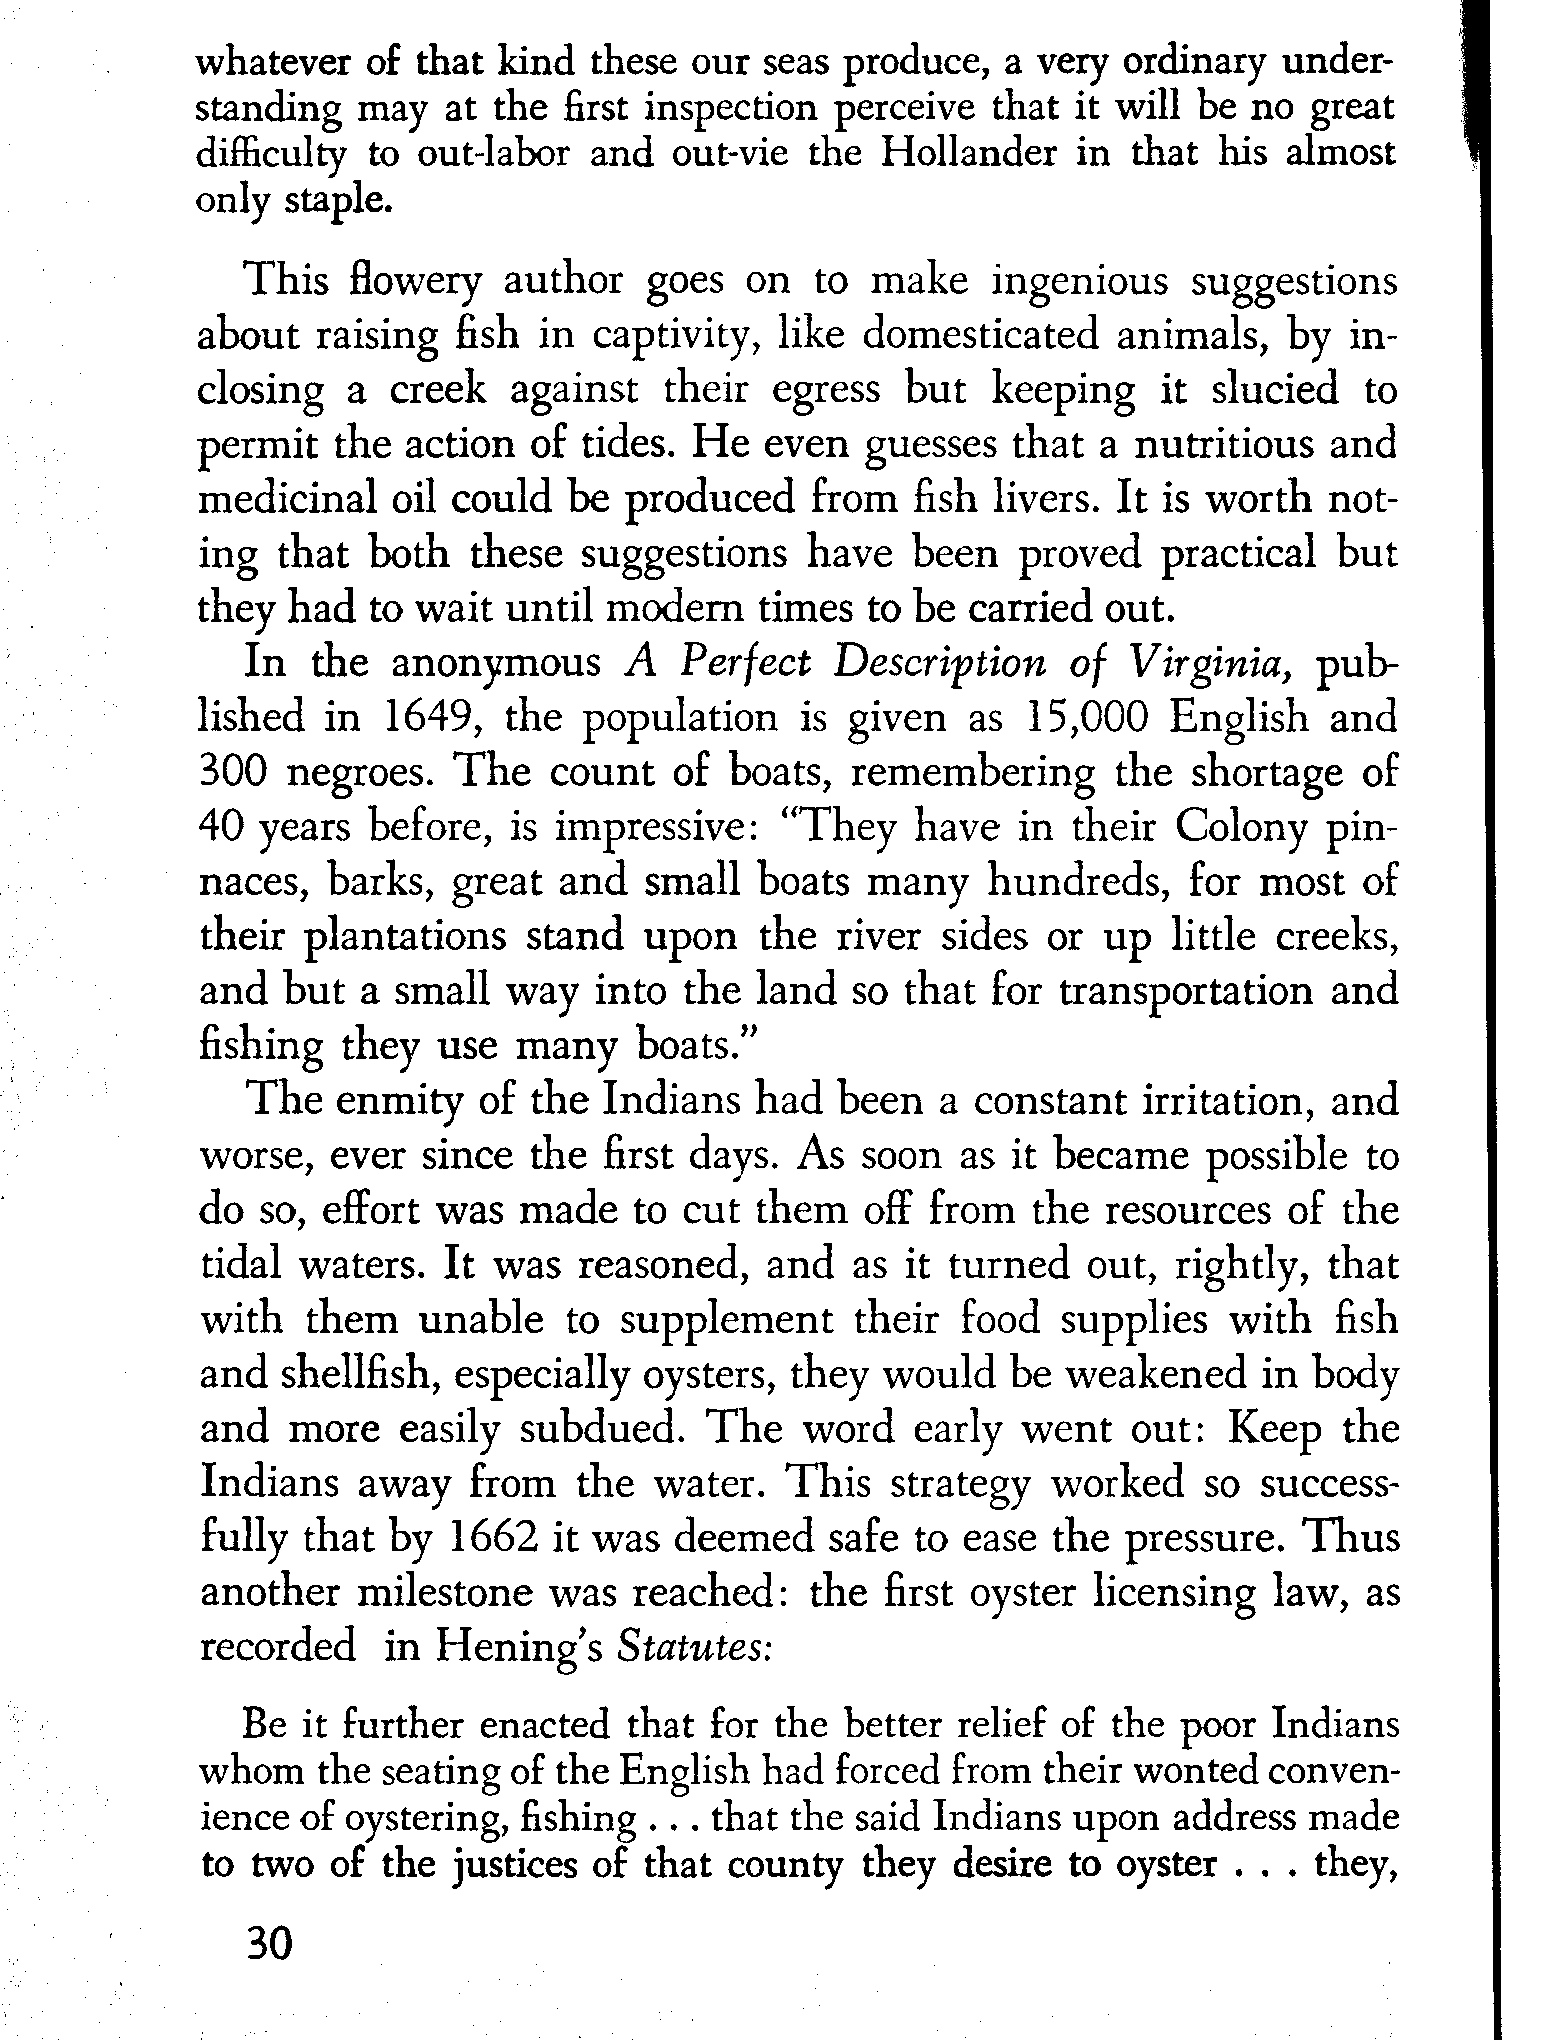 whatever of that kind these our seas produce, a very ordinary under-
standing may at the first inspection perceive that it will be no great
difficulty to out-labor and out-vie the Hollander in that his almost
only staple.
This flowery author goes on to make ingenious suggestions
about raising fish in captivity, like domesticated animals, by in-
closing a creek against their egress but keeping it slucied to
permit the action of tides. He even guesses that a nutritious and
medicinal oil could be produced from fish livers. It is worth not-
ing that both these suggestions have been proved practical but
they had to wait until modern times to be carried out.
In the anonymous A Perfect Description of Virginia, pub-
lished in 1649, the population is given as 15,000 English and
300 negroes. The count of boats, remembering the shortage of
40 years before, is impressive: "They have in their Colony pin-
naces, barks, great and small boats many hundreds, for most of
their plantations stand upon the river sides or up little creeks,
and but a small way into the land so that for transportation and
fishing they use many boats."
The enmity of the Indians had been a constant irritation, and
worse, ever since the first days. As soon as it became possible to
do so, effort was made to cut them off from the resources of the
tidal waters. It was reasoned, and as it turned out, rightly, that
with them unable to supplement their food supplies with fish
and shellfish, especially oysters, they would be weakened in body
and more easily subdued. The word early went out: Keep the
Indians away from the water. This strategy worked so success-
fully that by 1662 it was deemed safe to ease the pressure. Thus
another milestone was reached: the first oyster licensing law, as
recorded in Hening's Statutes:
Be it further enacted that for the better relief of the poor Indians
whom the seating of the English had forced from their wonted conven-
ience of oystering, fishing . . . that the said Indians upon address made
to two of the justices of that county they desire to oyster . . . they,
30